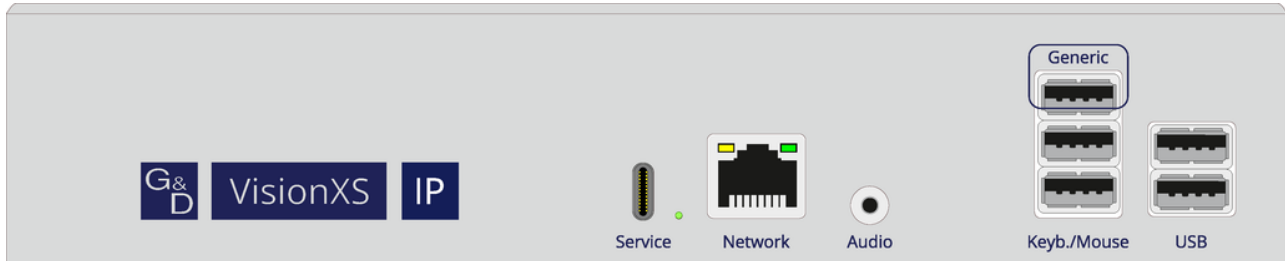 Generic
G&D VisionXS IP
Service Network Audio Keyb./Mouse USB